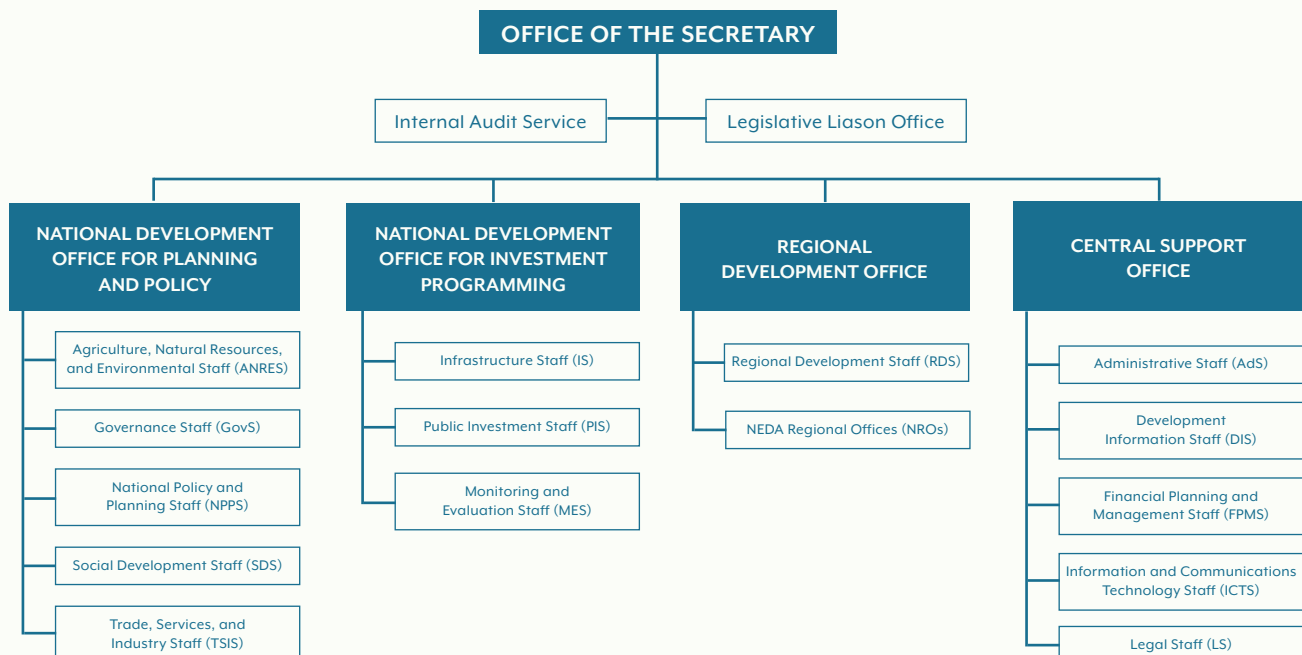 OFFICE OF THE SECRETARY
Internal Audit Service
Legislative Liason Office
NATIONAL DEVELOPMENT
OFFICE FOR PLANNING
AND POLICY
Agriculture, Natural Resources,
and Environmental Staff (ANRES)
Governance Staff (GovS)
National Policy and
Planning Staff (NPPS)
Social Development Staff (SDS)
Trade, Services, and
Industry Staff (TSIS)
NATIONAL DEVELOPMENT
OFFICE FOR INVESTMENT
PROGRAMMING
Infrastructure Staff (IS)
Public Investment Staff (PIS)
Monitoring and
Evaluation Staff (MES)
REGIONAL
DEVELOPMENT OFFICE
Regional Development Staff (RDS)
NEDA Regional Offices (NROs)
CENTRAL SUPPORT
OFFICE
Administrative Staff (AdS)
Development
Information Staff (DIS)
Financial Planning and
Management Staff (FPMS)
Information and Communications
Technology Staff (ICTS)
Legal Staff (LS)